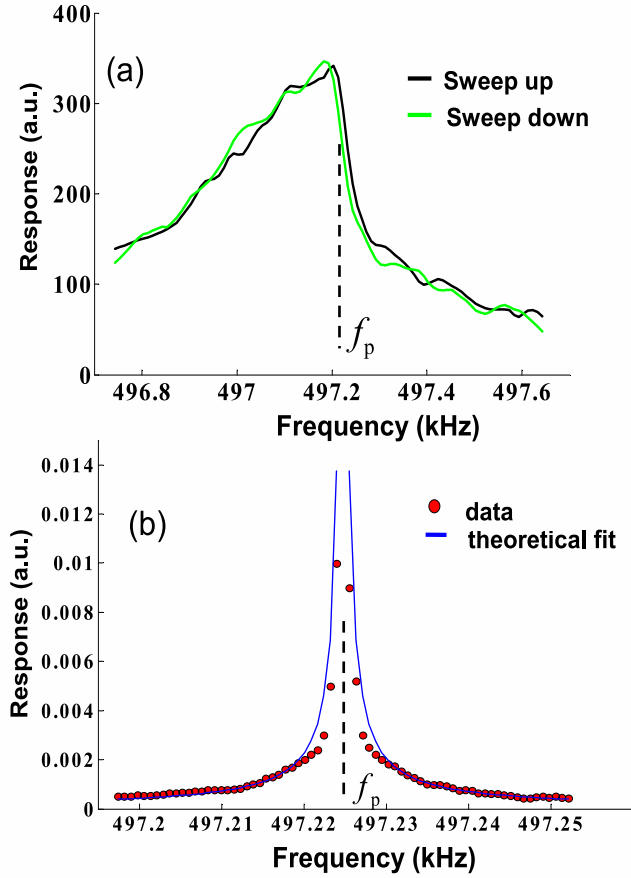 (a)
Sweep up
Sweep down
Response (a.u.)
400
300
200
100
0
f_p
496.8 497 497.2 497.4 497.6
Frequency (kHz)
(b)
data
theoretical fit
Response (a.u.)
0.014
0.012
0.01
0.008
0.006
0.004
0.002
0
f_p
497.2 497.21 497.22 497.23 497.24 497.25
Frequency (kHz)